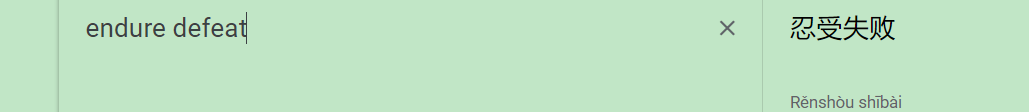 endure defeat
忍受失败
Rěnshòu shībài